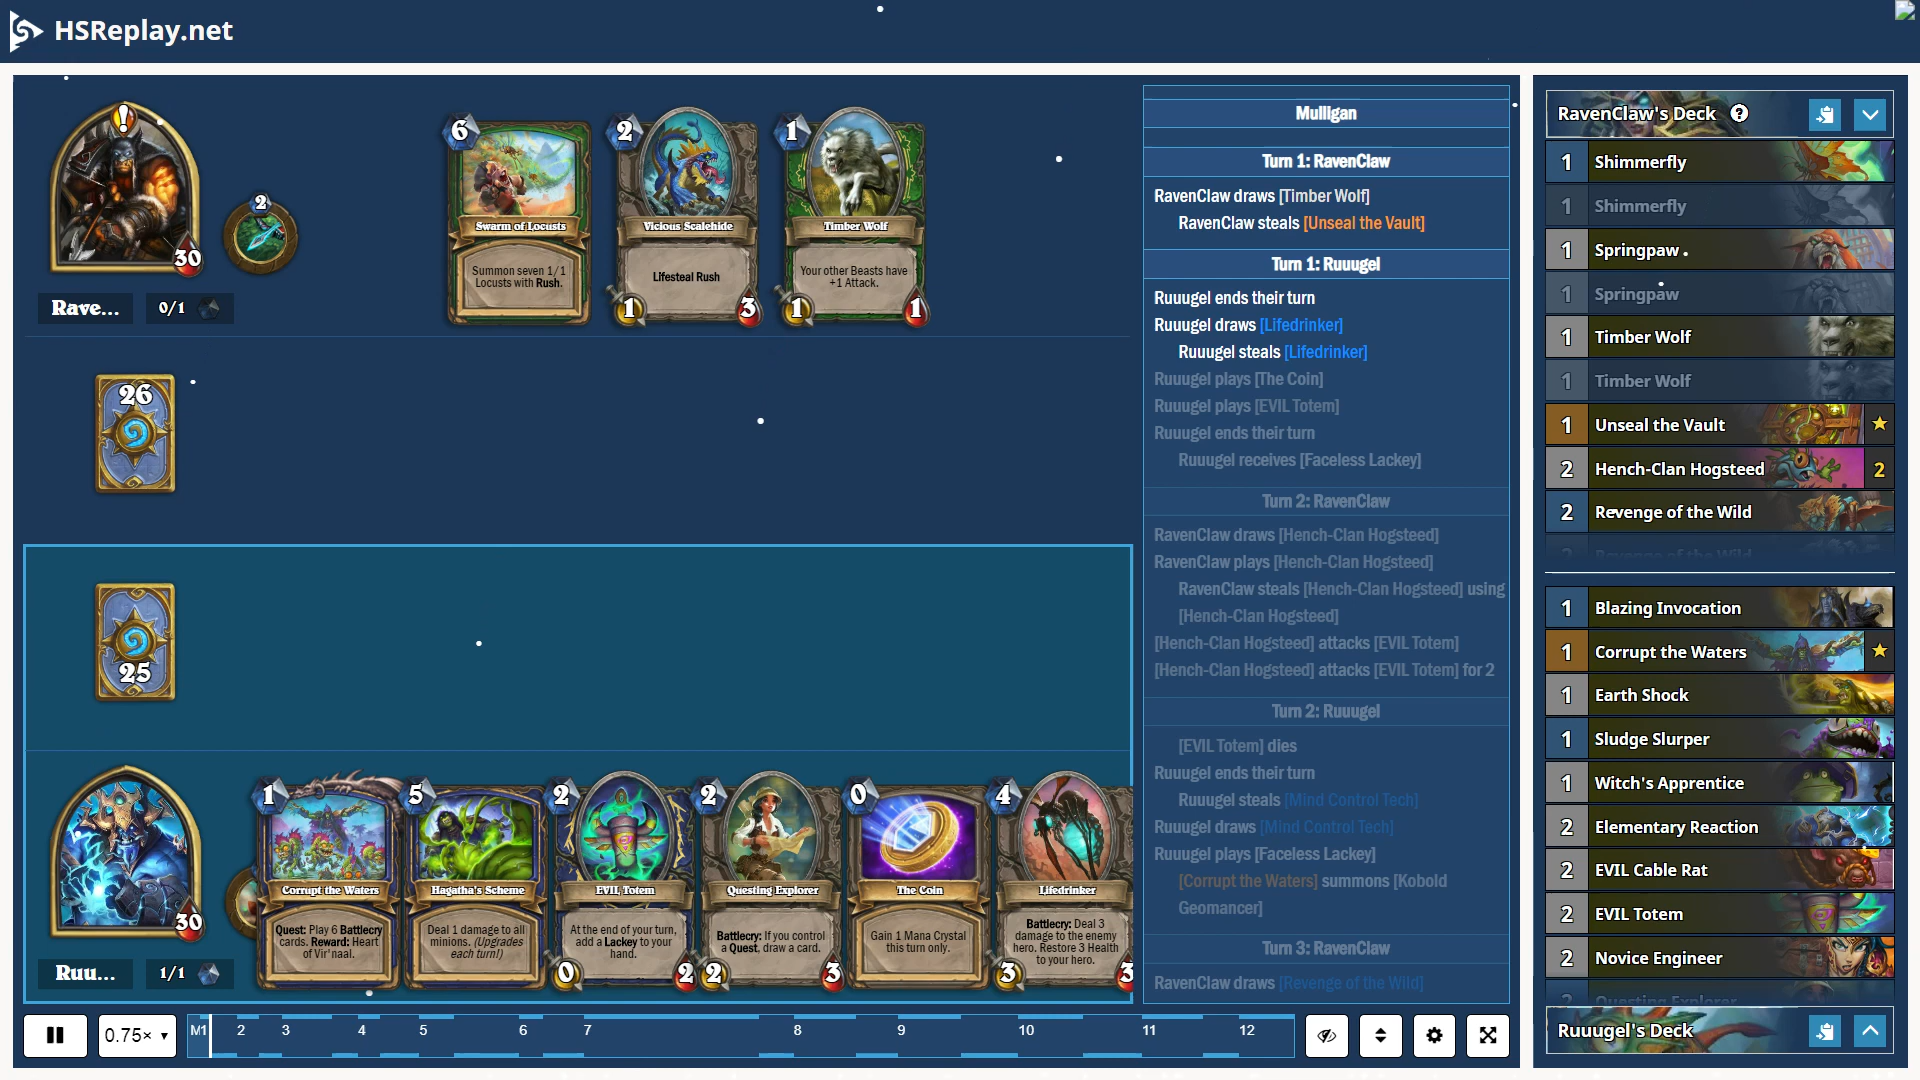 HSReplay.net
30
2
Rave...
0/1
6
Swarm of Locusts
Summon seven 1/1
Locusts with Rush.
2
Vicious Scalehide
Lifesteal Rush
1
3
1
Timber Wolf
Your other Beasts have
+1 Attack.
1
1
26
25
30
Ruu...
1/1
1
Corrupt the Waters
Quest: Play 6 Battlecry
cards. Reward: Heart
of Vir'naal.
5
Hagatha's Scheme
Deal 1 damage to all
minions. (Upgrades
each turn!)
2
EVIL Totem
At the end of your turn,
add a Lackey to your
hand.
0
2
2
Questing Explorer
Battlecry: If you control
a Quest, draw a card.
2
3
0
The Coin
Gain 1 Mana Crystal
this turn only.
4
Lifedrinker
Battlecry: Deal 3
damage to the enemy
hero. Restore 3 Health
to your hero.
3
3
Mulligan
Turn 1: RavenClaw
RavenClaw draws [Timber Wolf]
RavenClaw steals [Unseal the Vault]
Turn 1: Ruuugel
Ruuugel ends their turn
Ruuugel draws [Lifedrinker]
Ruuugel steals [Lifedrinker]
Ruuugel plays [The Coin]
Ruuugel plays [EVIL Totem]
Ruuugel ends their turn
Ruuugel receives [Faceless Lackey]
Turn 2: RavenClaw
RavenClaw draws [Hench-Clan Hogsteed]
RavenClaw plays [Hench-Clan Hogsteed]
RavenClaw steals [Hench-Clan Hogsteed] using
[Hench-Clan Hogsteed]
[Hench-Clan Hogsteed] attacks [EVIL Totem]
[Hench-Clan Hogsteed] attacks [EVIL Totem] for 2
Turn 2: Ruuugel
[EVIL Totem] dies
Ruuugel ends their turn
Ruuugel steals [Mind Control Tech]
Ruuugel draws [Mind Control Tech]
Ruuugel plays [Faceless Lackey]
[Corrupt the Waters] summons [Kobold
Geomancer]
Turn 3: RavenClaw
RavenClaw draws [Revenge of the Wild]
RavenClaw's Deck ?
1 Shimmerfly
1 Shimmerfly
1 Springpaw
1 Springpaw
1 Timber Wolf
1 Timber Wolf
1 Unseal the Vault ★
2 Hench-Clan Hogsteed 2
2 Revenge of the Wild
2 Revenge of the Wild
1 Blazing Invocation
1 Corrupt the Waters ★
1 Earth Shock
1 Sludge Slurper
1 Witch's Apprentice
2 Elementary Reaction
2 EVIL Cable Rat
2 EVIL Totem
2 Novice Engineer
2 Questing Explorer
Ruuugel's Deck
0.75× ▾
M1 2 3 4 5 6 7 8 9 10 11 12